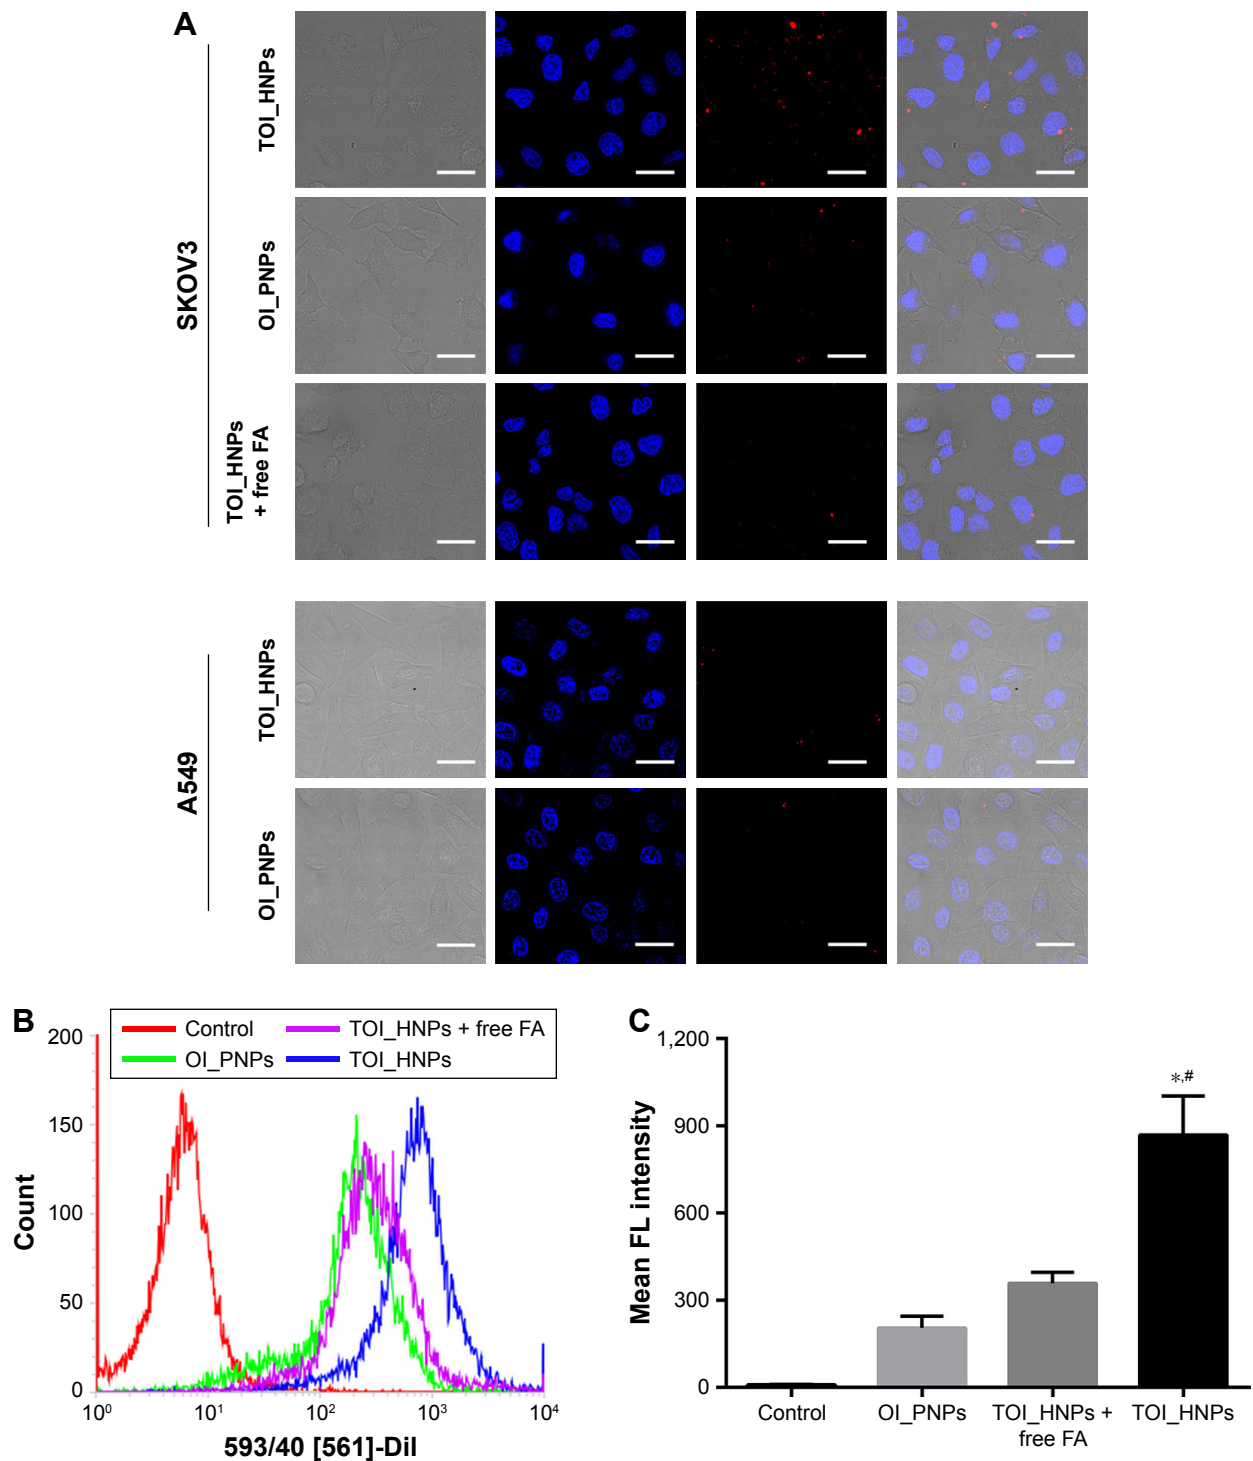 A
SKOV3
TOI_HNPs
OI_PNPs
TOI_HNPs
+ free FA
A549
TOI_HNPs
OI_PNPs
B
Control
TOI_HNPs + free FA
OI_PNPs
TOI_HNPs
Count
200
150
100
50
0
10⁰
10¹
10²
10³
10⁴
593/40 [561]-DiI
C
Mean FL intensity
1,200
900
600
300
0
*,#
Control
OI_PNPs
TOI_HNPs +
free FA
TOI_HNPs